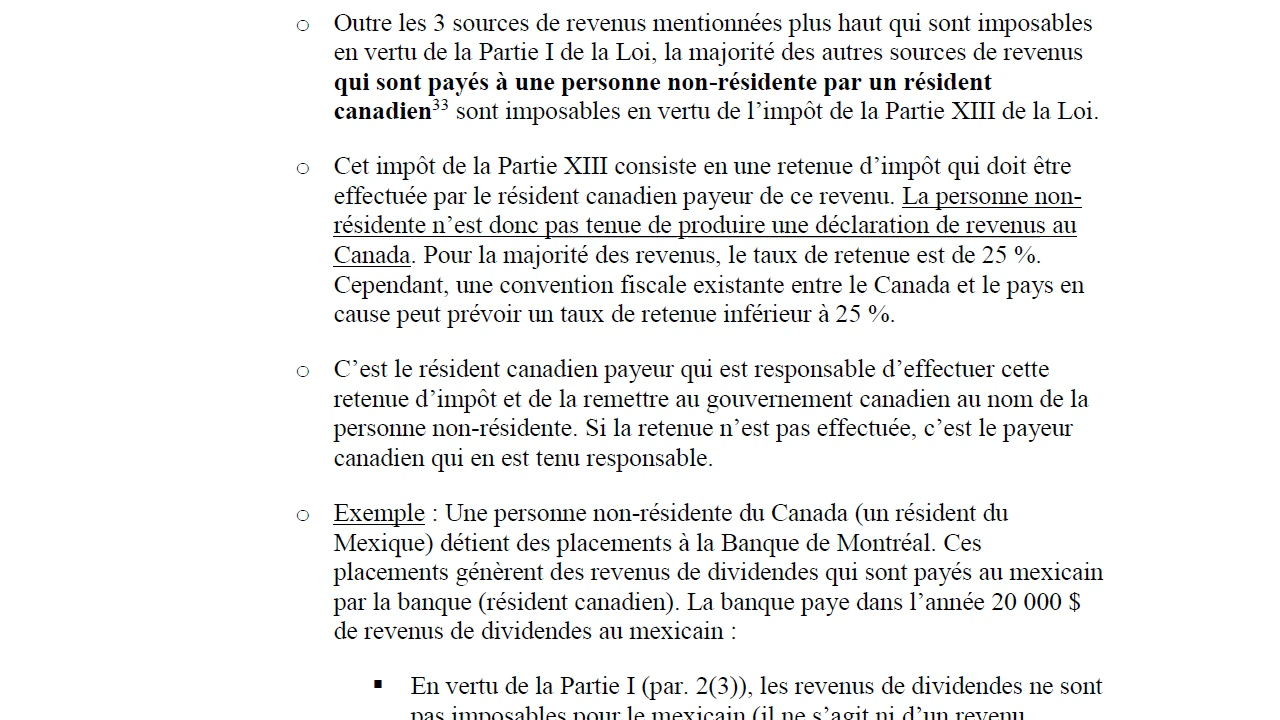 ○ Outre les 3 sources de revenus mentionnées plus haut qui sont imposables
en vertu de la Partie I de la Loi, la majorité des autres sources de revenus
qui sont payés à une personne non-résidente par un résident
canadien33 sont imposables en vertu de l’impôt de la Partie XIII de la Loi.
○ Cet impôt de la Partie XIII consiste en une retenue d’impôt qui doit être
effectuée par le résident canadien payeur de ce revenu. La personne non-
résidente n’est donc pas tenue de produire une déclaration de revenus au
Canada. Pour la majorité des revenus, le taux de retenue est de 25 %.
Cependant, une convention fiscale existante entre le Canada et le pays en
cause peut prévoir un taux de retenue inférieur à 25 %.
○ C’est le résident canadien payeur qui est responsable d’effectuer cette
retenue d’impôt et de la remettre au gouvernement canadien au nom de la
personne non-résidente. Si la retenue n’est pas effectuée, c’est le payeur
canadien qui en est tenu responsable.
○ Exemple : Une personne non-résidente du Canada (un résident du
Mexique) détient des placements à la Banque de Montréal. Ces
placements génèrent des revenus de dividendes qui sont payés au mexicain
par la banque (résident canadien). La banque paye dans l’année 20 000 $
de revenus de dividendes au mexicain :
▪ En vertu de la Partie I (par. 2(3)), les revenus de dividendes ne sont
pas imposables pour le mexicain (il ne s’agit ni d’un revenu